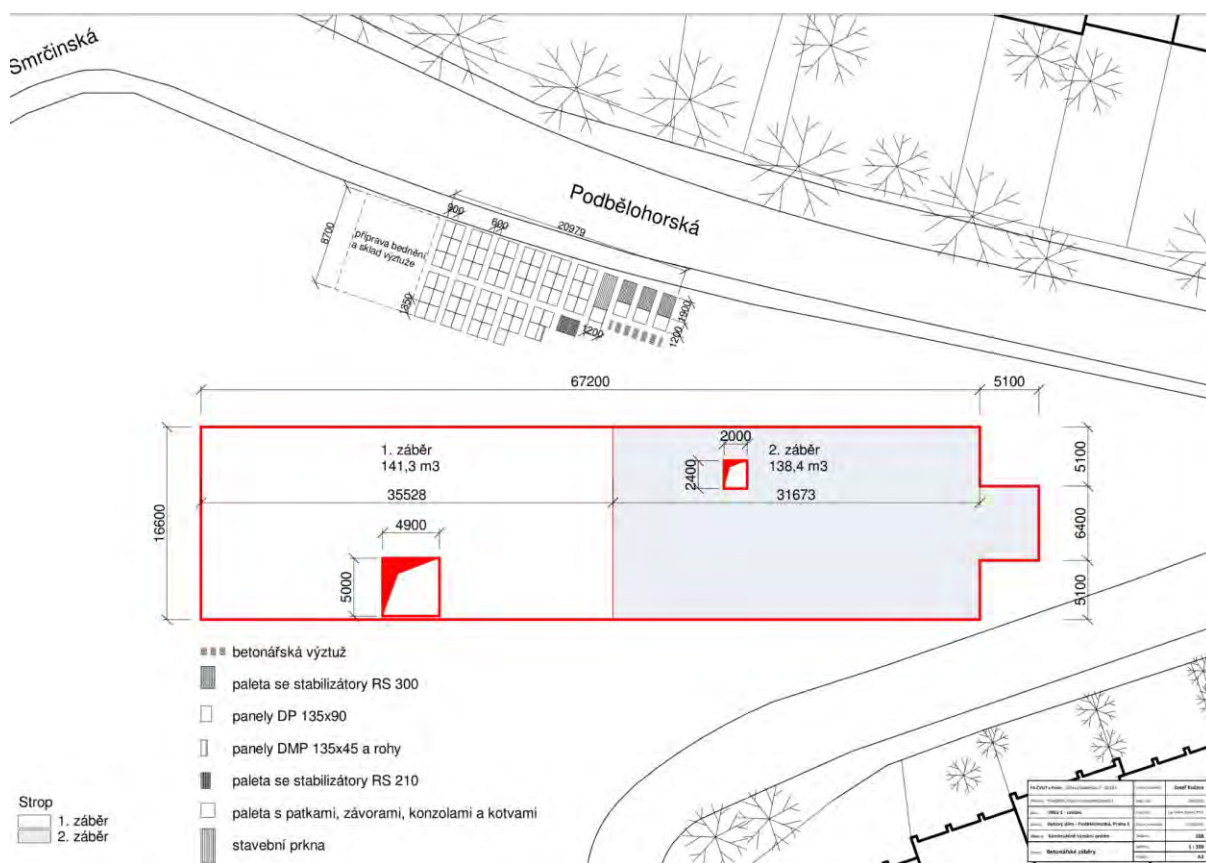 Smrčinská
Podbělohorská
900
600
20979
8700
příprava bednění
a sklad výztuže
1850
1200
1900
1200
67200
5100
1. záběr
141,3 m3
2000
2. záběr
138,4 m3
2400
5100
35528
31673
16600
4900
6400
5000
5100
betonářská výztuž
paleta se stabilizátory RS 300
panely DP 135x90
panely DMP 135x45 a rohy
paleta se stabilizátory RS 210
paleta s patkami, závorami, konzolami a kotvami
stavební prkna
Strop
1. záběr
2. záběr
Betonářské záběry
A3